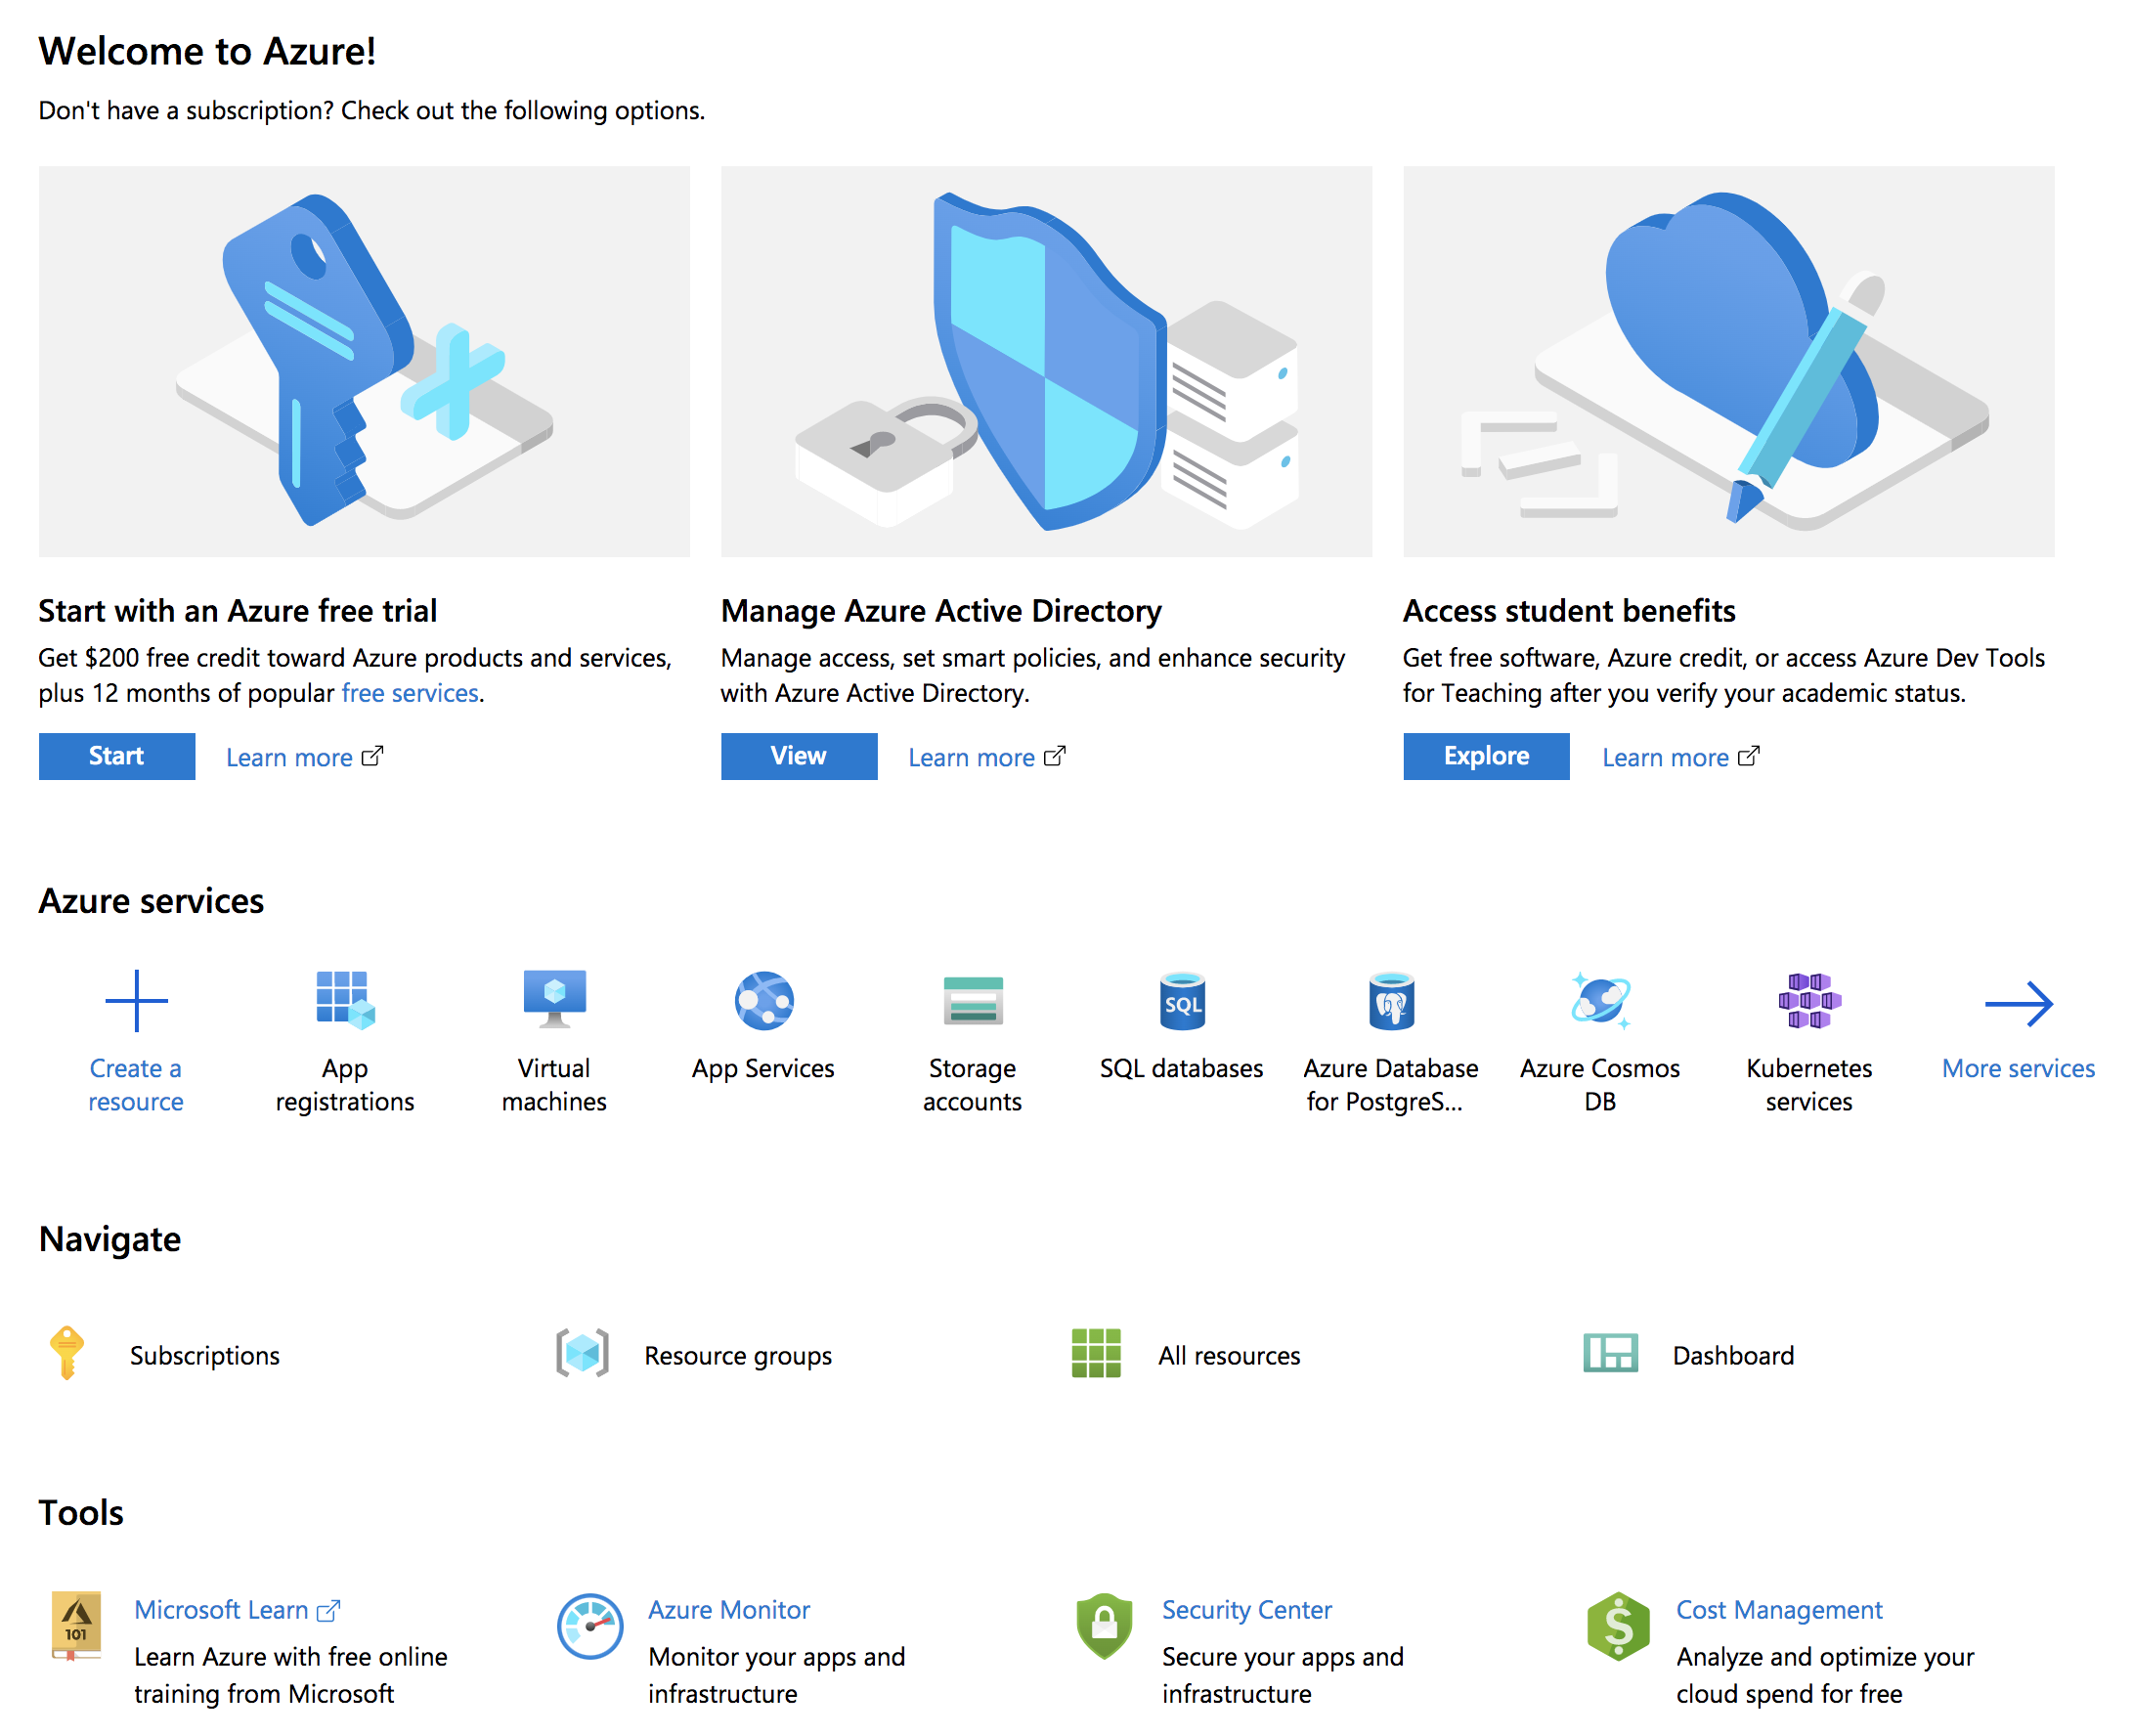 Welcome to Azure!
Don't have a subscription? Check out the following options.
Start with an Azure free trial
Get $200 free credit toward Azure products and services,
plus 12 months of popular free services.
Start
Learn more
Manage Azure Active Directory
Manage access, set smart policies, and enhance security
with Azure Active Directory.
View
Learn more
Access student benefits
Get free software, Azure credit, or access Azure Dev Tools
for Teaching after you verify your academic status.
Explore
Learn more
Azure services
Create a
resource
App
registrations
Virtual
machines
App Services
Storage
accounts
SQL
SQL databases
Azure Database
for PostgreS...
Azure Cosmos
DB
Kubernetes
services
More services
Navigate
Subscriptions
Resource groups
All resources
Dashboard
Tools
101
Microsoft Learn
Learn Azure with free online
training from Microsoft
Azure Monitor
Monitor your apps and
infrastructure
Security Center
Secure your apps and
infrastructure
$
Cost Management
Analyze and optimize your
cloud spend for free